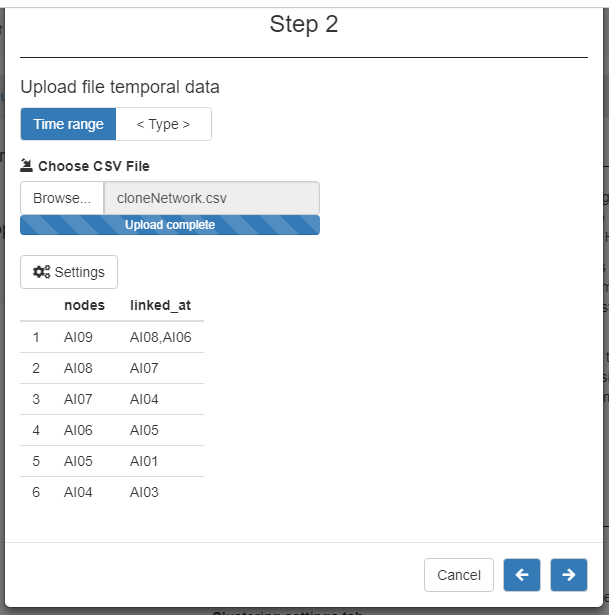 Step 2
Upload file temporal data
Time range < Type >
Choose CSV File
Browse... cloneNetwork.csv
Upload complete
Settings
nodes linked_at
1 AI09 AI08,AI06
2 AI08 AI07
3 AI07 AI04
4 AI06 AI05
5 AI05 AI01
6 AI04 AI03
Cancel